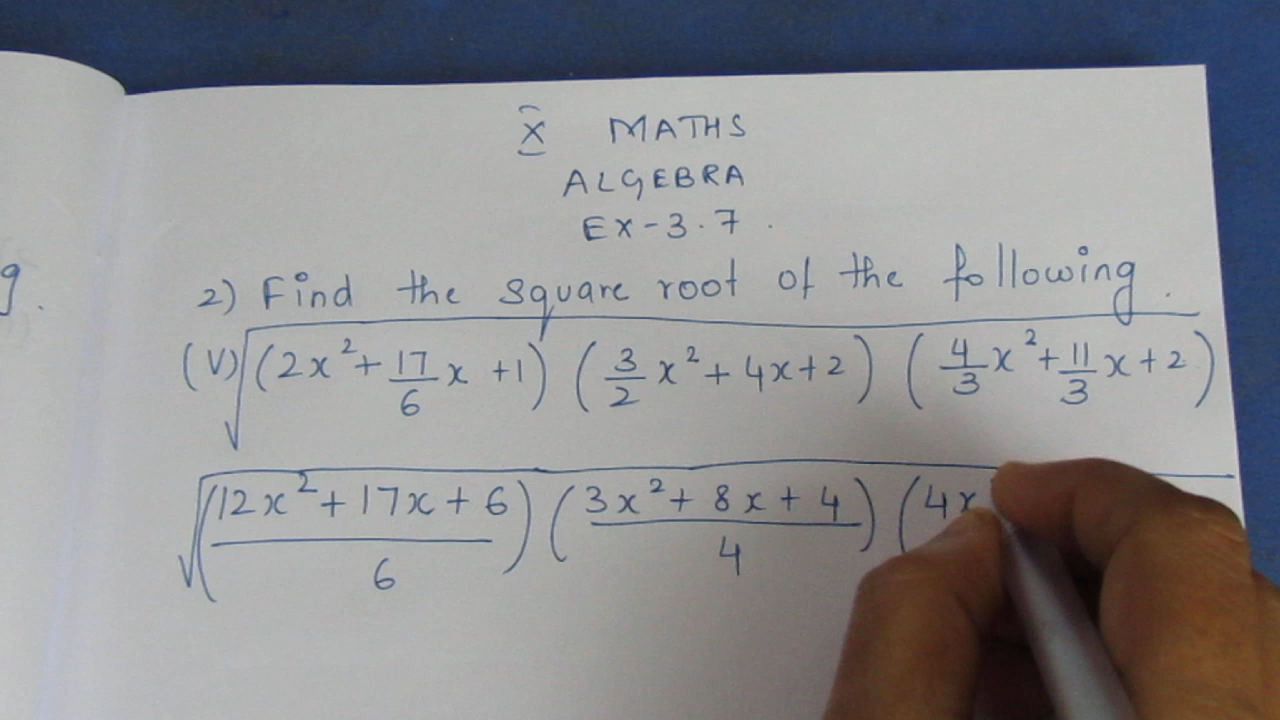 g.
X MATHS
ALGEBRA
EX-3.7.
2) Find the square root of the following.
(V) √(2x² + 17/6 x + 1) (3/2 x² + 4x + 2) (4/3 x² + 11/3 x + 2)
√((12x² + 17x + 6)/6) ((3x² + 8x + 4)/4) (4x